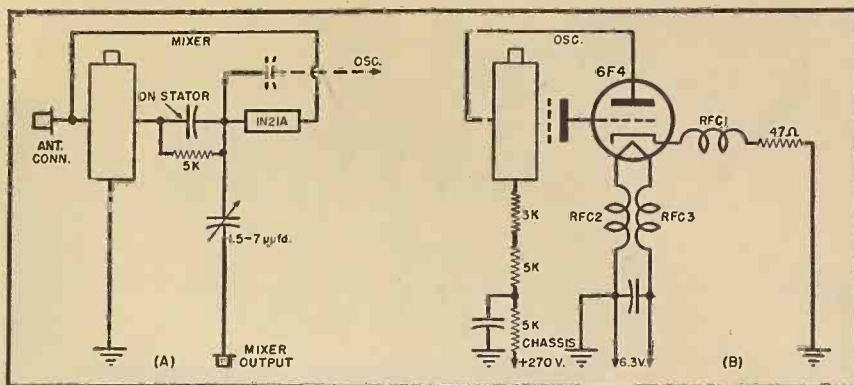 MIXER
OSC.
ON STATOR
1N21A
ANT.
CONN.
5K
1.5-7 μμfd.
MIXER
OUTPUT
(A)
OSC.
6F4
RFC1
47Ω
3K
RFC2
RFC3
5K
5K
CHASSIS
+270 V.
6.3V.
(B)